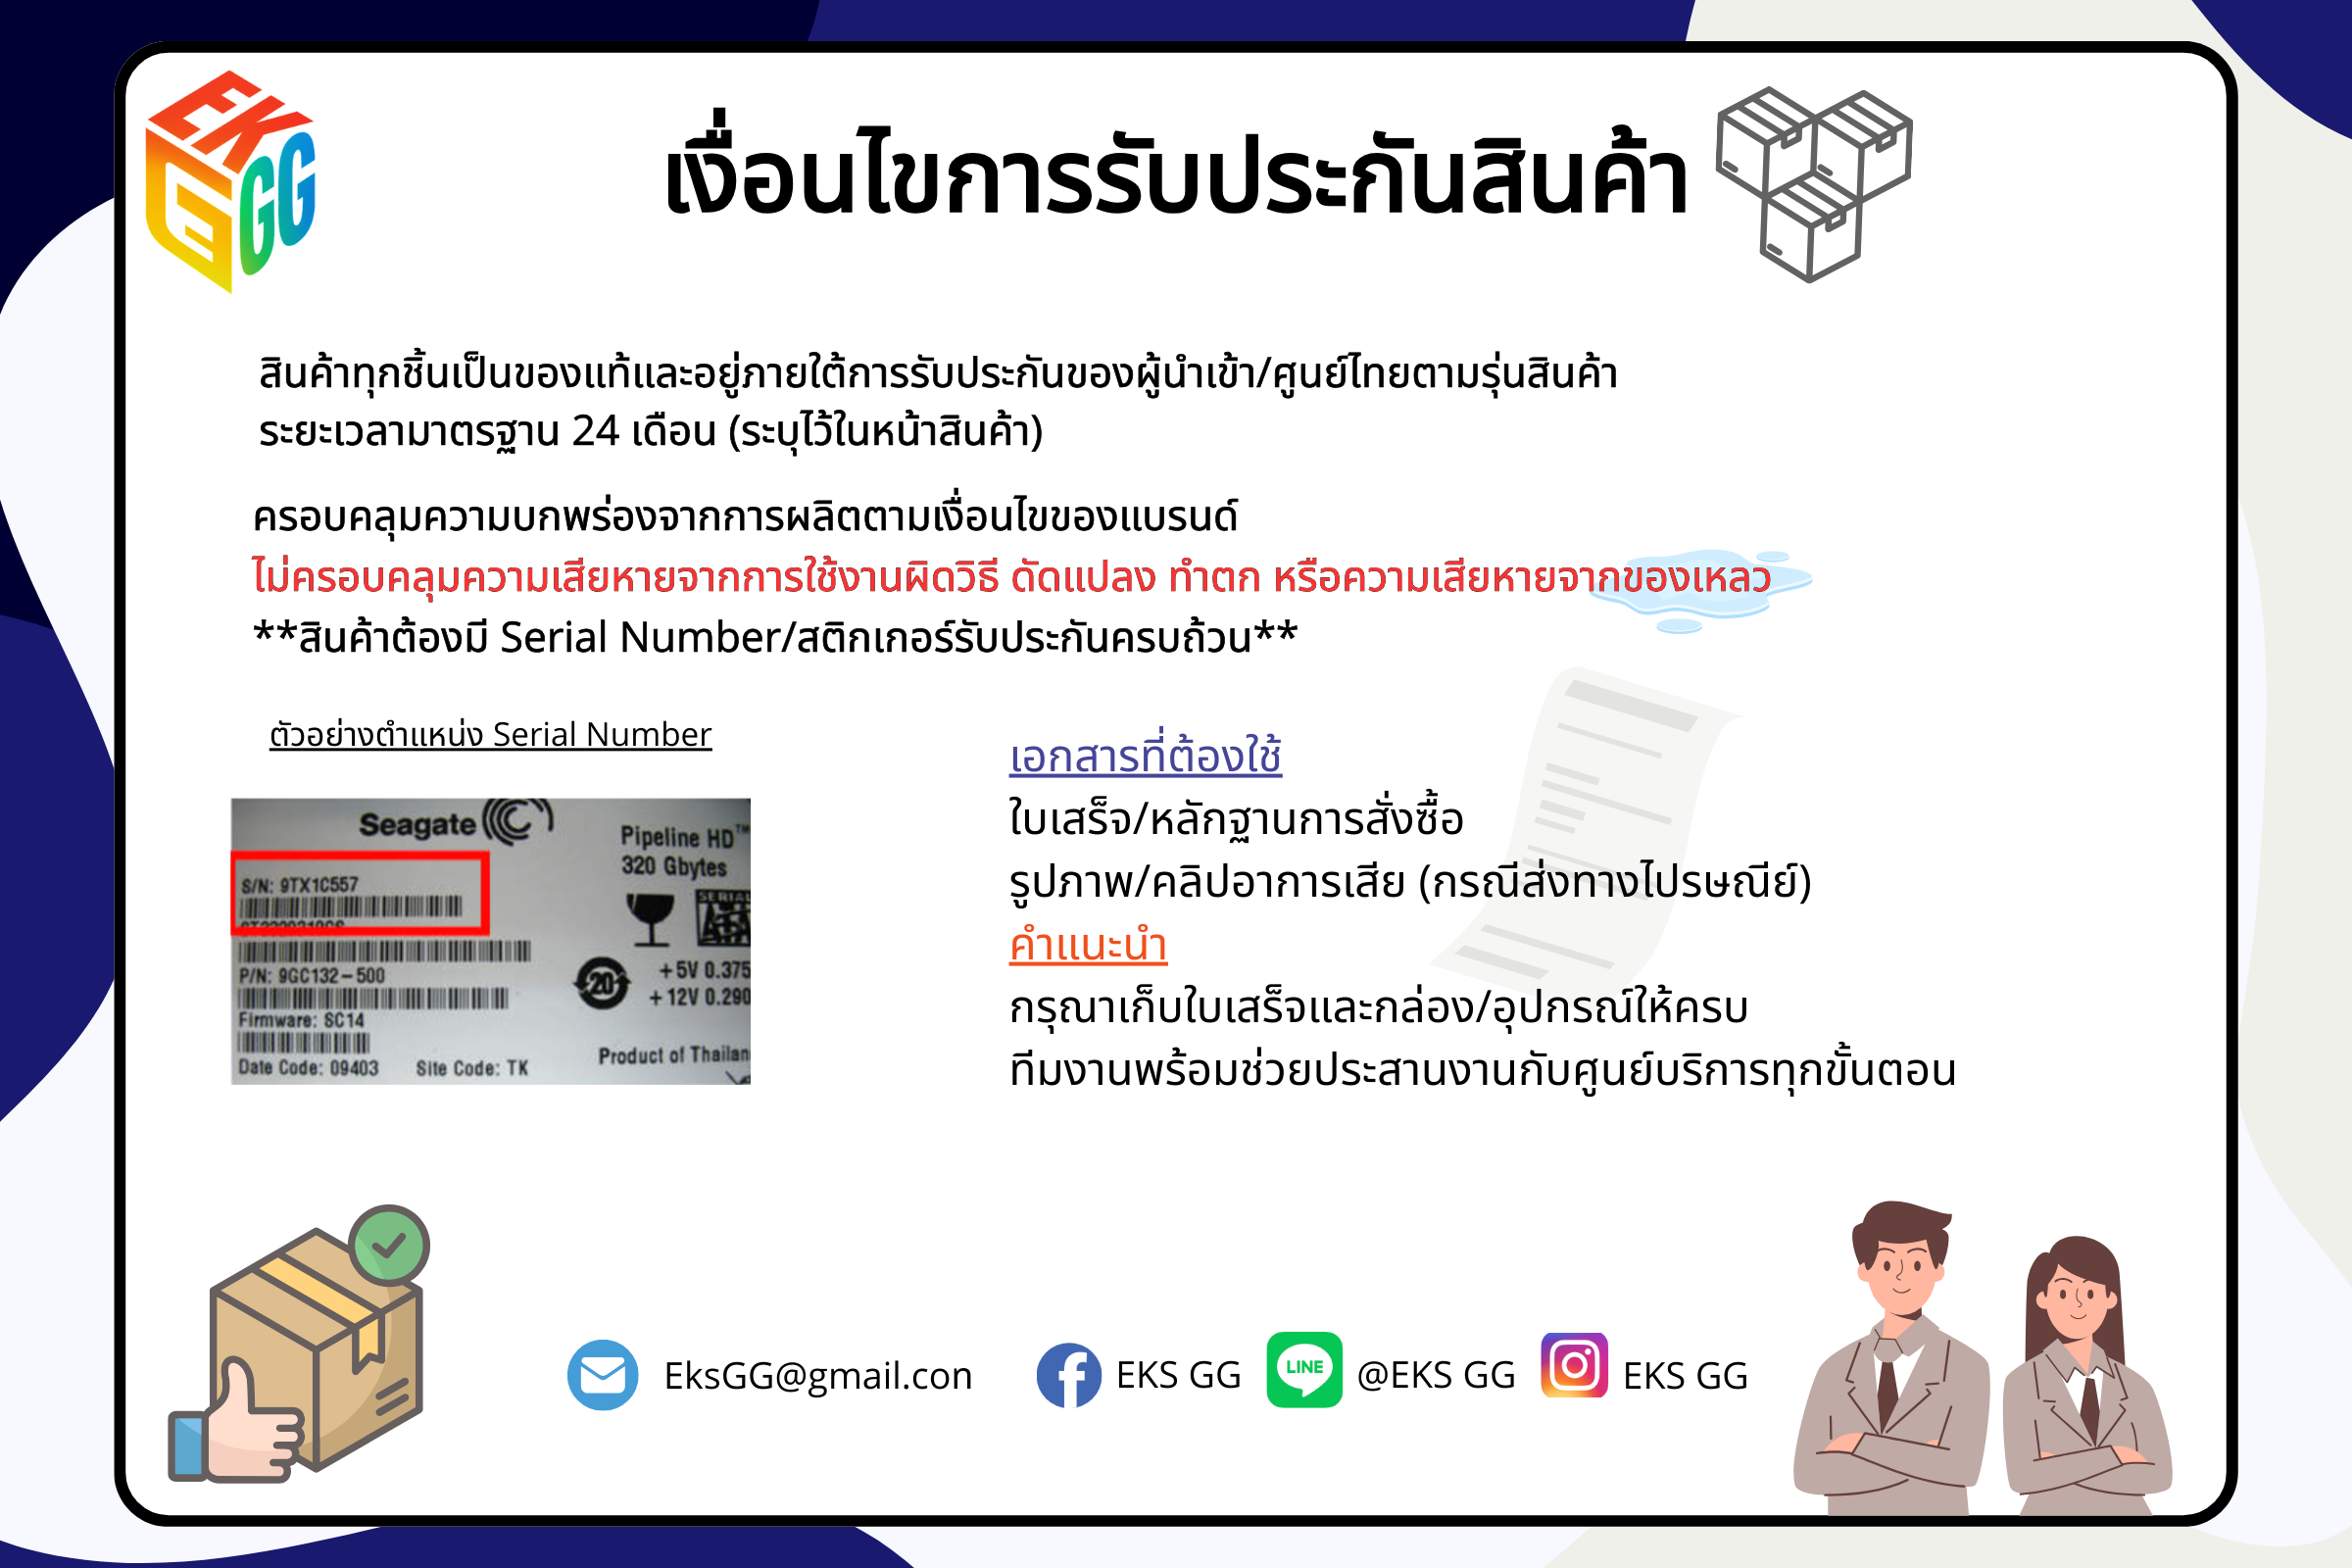 EKS GG
เงื่อนไขการรับประกันสินค้า
สินค้าทุกชิ้นเป็นของแท้และอยู่ภายใต้การรับประกันของผู้นำเข้า/ศูนย์ไทยตามรุ่นสินค้า
ระยะเวลามาตรฐาน 24 เดือน (ระบุไว้ในหน้าสินค้า)
ครอบคลุมความบกพร่องจากการผลิตตามเงื่อนไขของแบรนด์
ไม่ครอบคลุมความเสียหายจากการใช้งานผิดวิธี ดัดแปลง ทำตก หรือความเสียหายจากของเหลว
**สินค้าต้องมี Serial Number/สติกเกอร์รับประกันครบถ้วน**
ตัวอย่างตำแหน่ง Serial Number
Seagate
Pipeline HD™
320 Gbytes
S/N: 9TX1C557
SERIAL
ATA
P/N: 9GC132-500
20
+5V 0.375
+12V 0.290
Firmware: SC14
Date Code: 09403 Site Code: TK
Product of Thailan
เอกสารที่ต้องใช้
ใบเสร็จ/หลักฐานการสั่งซื้อ
รูปภาพ/คลิปอาการเสีย (กรณีส่งทางไปรษณีย์)
คำแนะนำ
กรุณาเก็บใบเสร็จและกล่อง/อุปกรณ์ให้ครบ
ทีมงานพร้อมช่วยประสานงานกับศูนย์บริการทุกขั้นตอน
EksGG@gmail.con
EKS GG
LINE
@EKS GG
EKS GG